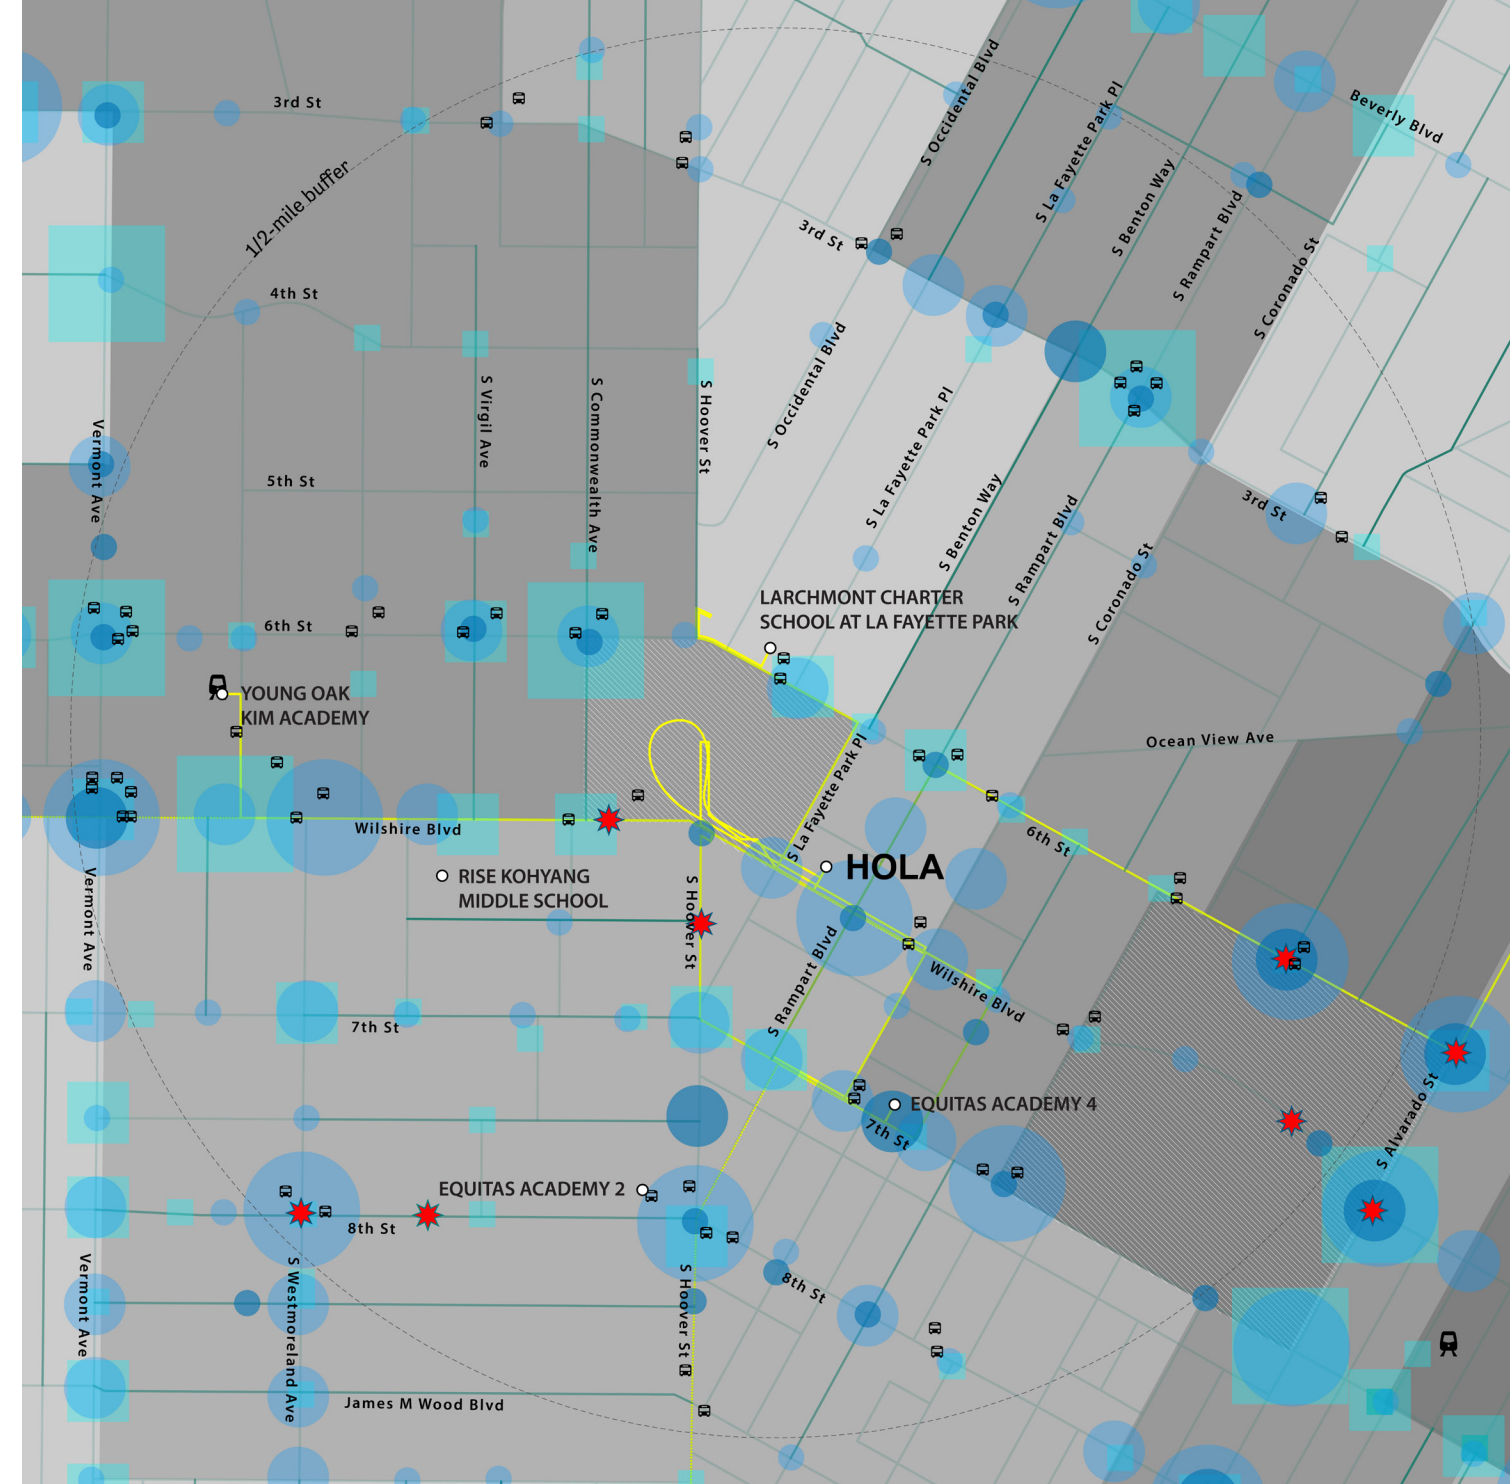 3rd St
S Occidental Blvd
S La Fayette Park Pl
Beverly Blvd
1/2-mile buffer
S Benton Way
S Rampart Blvd
3rd St
S Coronado St
4th St
S Occidental Blvd
S Virgil Ave
S Commonwealth Ave
S Hoover St
S La Fayette Park Pl
Vermont Ave
5th St
S Benton Way
S Rampart Blvd
3rd St
S Coronado St
LARCHMONT CHARTER
SCHOOL AT LA FAYETTE PARK
6th St
YOUNG OAK
KIM ACADEMY
Ocean View Ave
S La Fayette Park Pl
Wilshire Blvd
6th St
HOLA
RISE KOHYANG
MIDDLE SCHOOL
Vermont Ave
S Hoover St
S Rampart Blvd
Wilshire Blvd
7th St
EQUITAS ACADEMY 4
7th St
S Alvarado St
EQUITAS ACADEMY 2
8th St
Vermont Ave
S Westmoreland Ave
S Hoover St
8th St
James M Wood Blvd